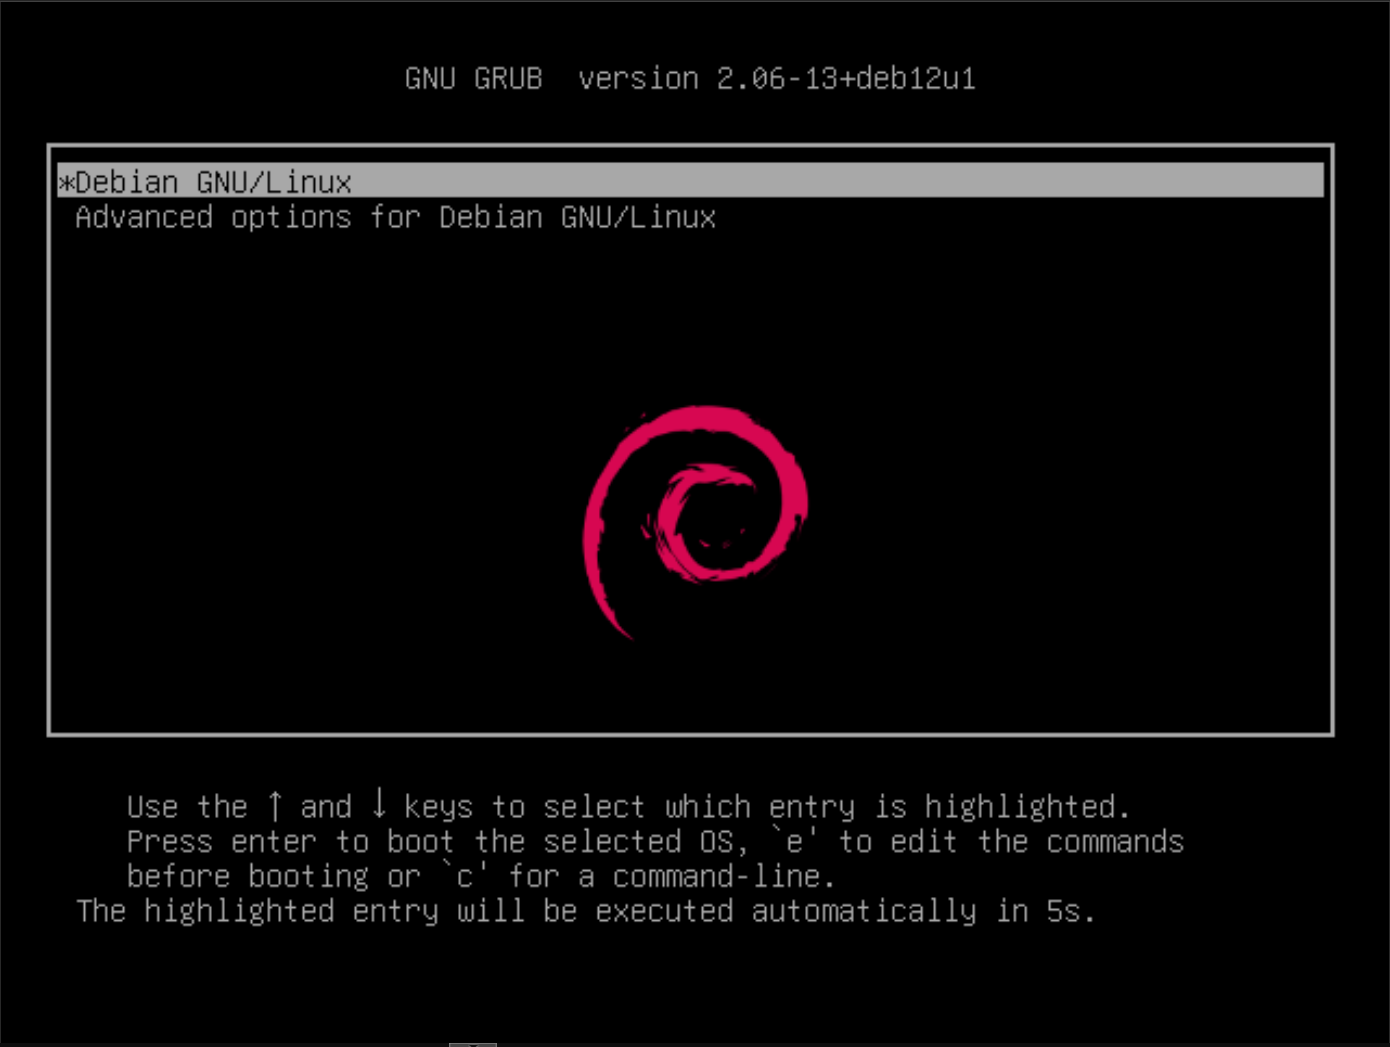 GNU GRUB  version 2.06-13+deb12u1
*Debian GNU/Linux
Advanced options for Debian GNU/Linux
Use the ↑ and ↓ keys to select which entry is highlighted.
Press enter to boot the selected OS, `e' to edit the commands
before booting or `c' for a command-line.
The highlighted entry will be executed automatically in 5s.